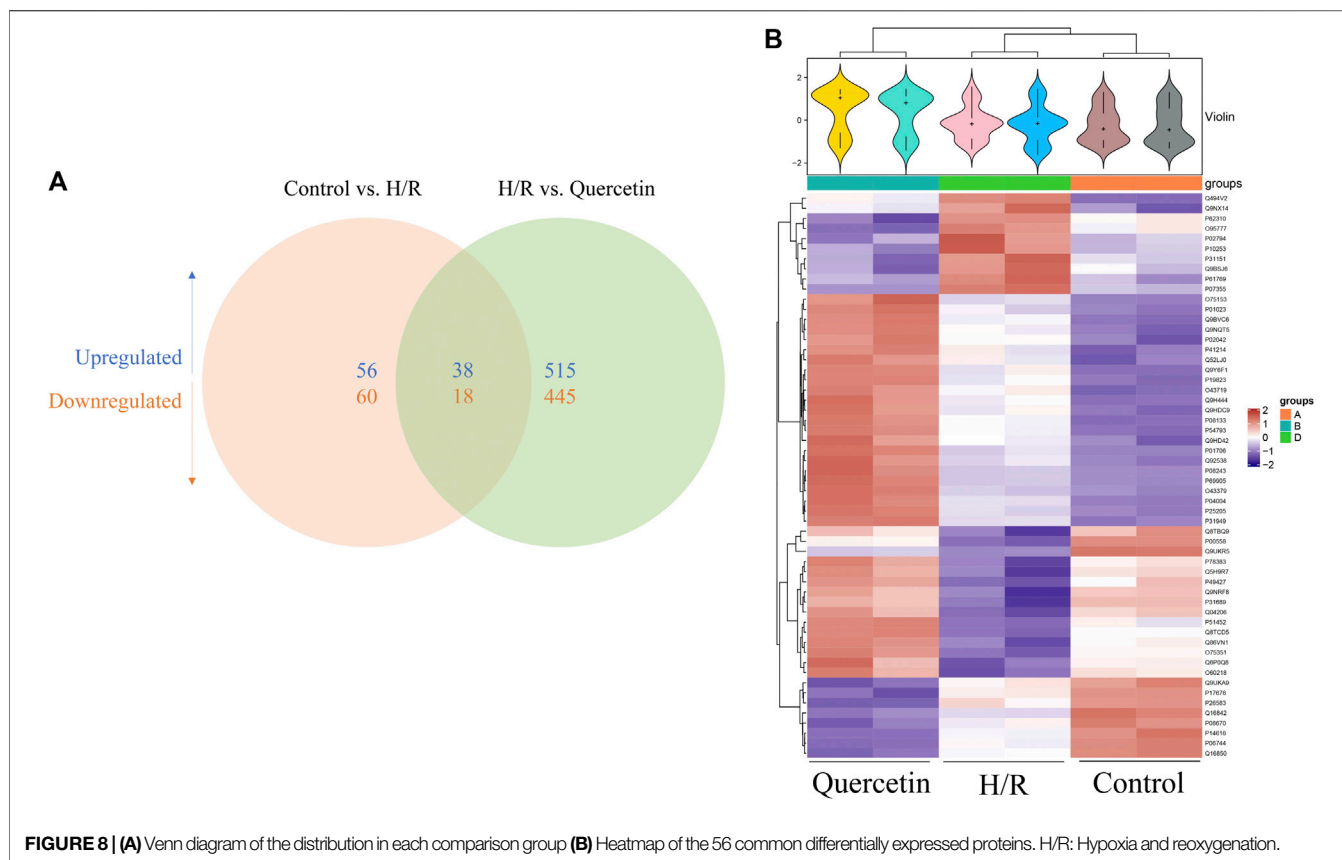 A
Control vs. H/R
H/R vs. Quercetin
Upregulated
56
38
515
Downregulated
60
18
445
B
2
0
−2
Violin
groups
Q494V2
Q9NX14
P62310
O95777
P02794
P10253
P31151
Q9BSJ6
P61769
P07355
O75153
P01023
Q9BVC6
Q9NQT5
P02042
P41214
Q52LJ0
Q9Y6F1
P19823
O43719
Q9H444
Q9HDC9
P08133
P54793
Q9HD42
P01706
Q92538
P08243
P69905
O43379
P04004
P25205
P31949
Q8TBQ9
P00558
Q9UKR5
P78383
Q5H9R7
P49427
Q9NRF8
P31689
Q04206
P51452
Q8TCD5
Q86VN1
O75351
Q6P0Q8
O60218
Q9UKA9
P17676
P26583
Q16842
P08670
P14616
P06744
Q16850
2
1
0
−1
−2
groups
A
B
D
Quercetin
H/R
Control
FIGURE 8 | (A) Venn diagram of the distribution in each comparison group (B) Heatmap of the 56 common differentially expressed proteins. H/R: Hypoxia and reoxygenation.